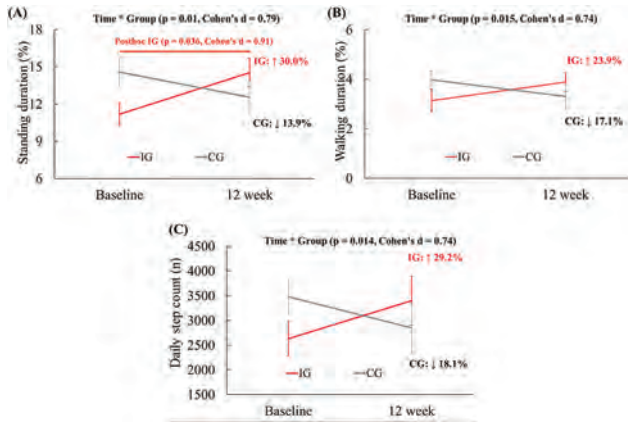 (A)
Time * Group (p = 0.01, Cohen's d = 0.79)
Posthoc IG (p = 0.036, Cohen's d = 0.91)
IG: ↑ 30.0%
CG: ↓ 13.9%
Standing duration (%)
18
15
12
9
6
IG
CG
Baseline
12 week
(B)
Time * Group (p = 0.015, Cohen's d = 0.74)
IG: ↑ 23.9%
CG: ↓ 17.1%
Walking duration (%)
6
4
2
0
IG
CG
Baseline
12 week
(C)
Time * Group (p = 0.014, Cohen's d = 0.74)
IG: ↑ 29.2%
CG: ↓ 18.1%
Daily step count (n)
4500
4000
3500
3000
2500
2000
1500
IG
CG
Baseline
12 week